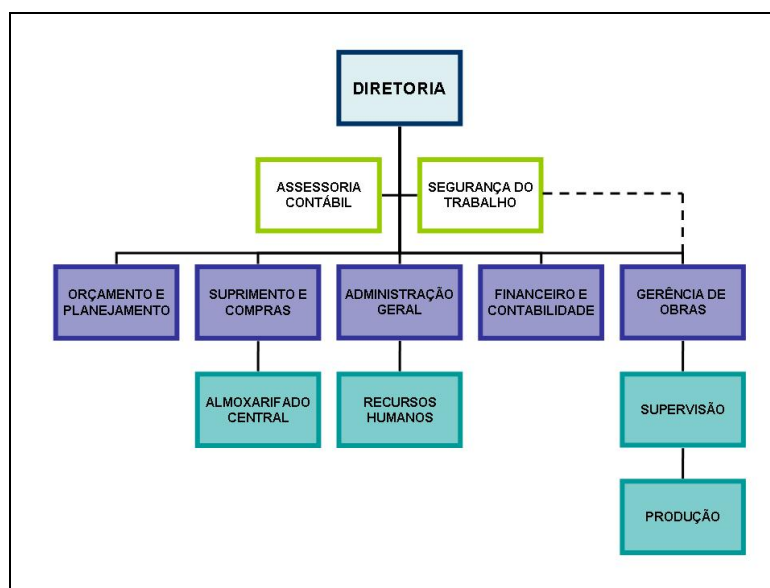 DIRETORIA
ASSESSORIA
CONTÁBIL
SEGURANÇA DO
TRABALHO
ORÇAMENTO E
PLANEJAMENTO
SUPRIMENTO E
COMPRAS
ADMINISTRAÇÃO
GERAL
FINANCEIRO E
CONTABILIDADE
GERÊNCIA DE
OBRAS
ALMOXARIFADO
CENTRAL
RECURSOS
HUMANOS
SUPERVISÃO
PRODUÇÃO